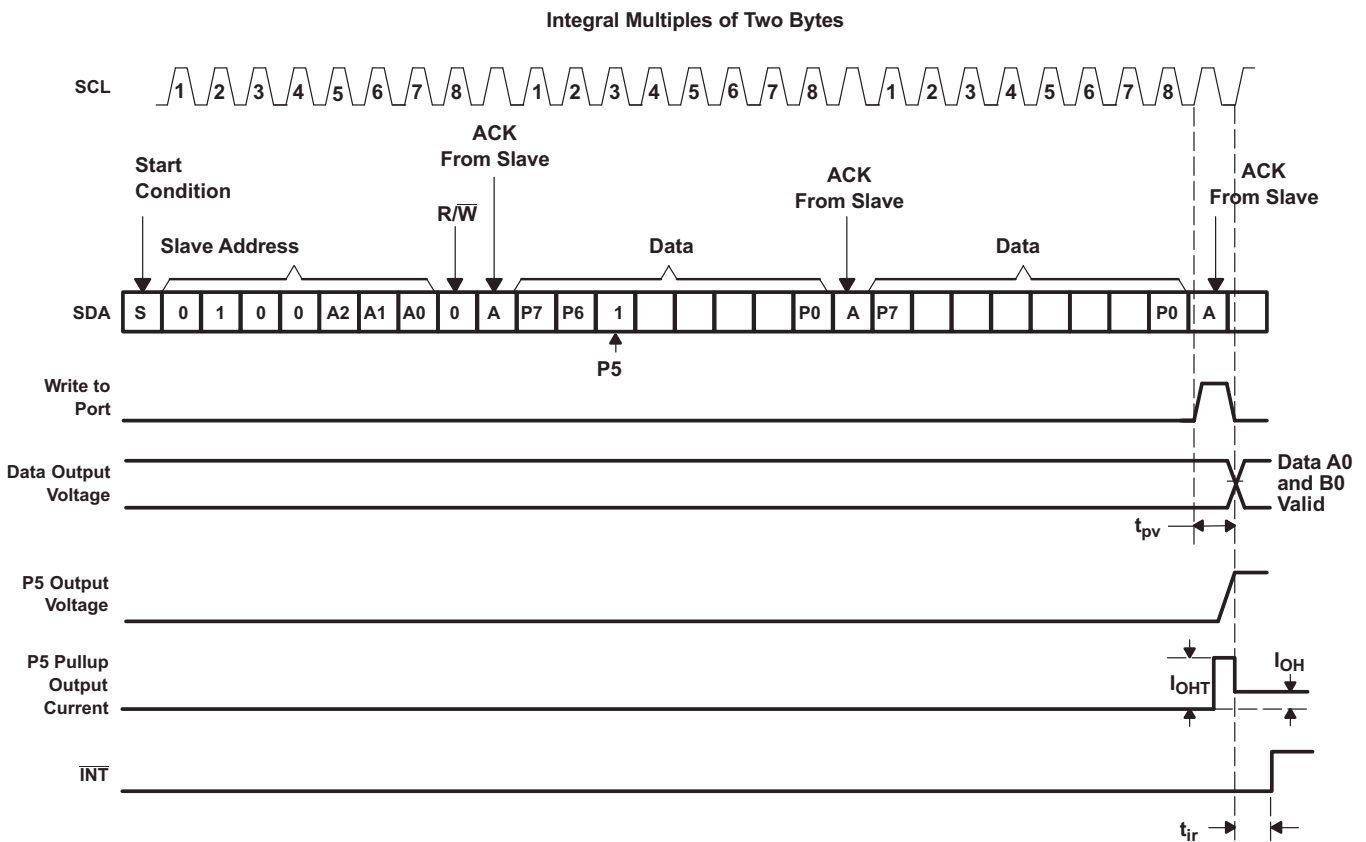 Integral Multiples of Two Bytes
SCL
1 2 3 4 5 6 7 8 1 2 3 4 5 6 7 8 1 2 3 4 5 6 7 8
Start
Condition
ACK
From Slave
R/W̅
ACK
From Slave
ACK
From Slave
Slave Address
Data
Data
SDA
S 0 1 0 0 A2 A1 A0 0 A P7 P6 1 P0 A P7 P0 A
P5
Write to
Port
Data Output
Voltage
Data A0
and B0
Valid
tpv
P5 Output
Voltage
P5 Pullup
Output
Current
IOHT
IOH
I̅N̅T̅
tir